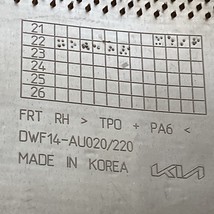 21
22
23
24
25
26
FRT RH > TPO + PA6 <
DWF14-AU020/220
MADE IN KOREA
KIA